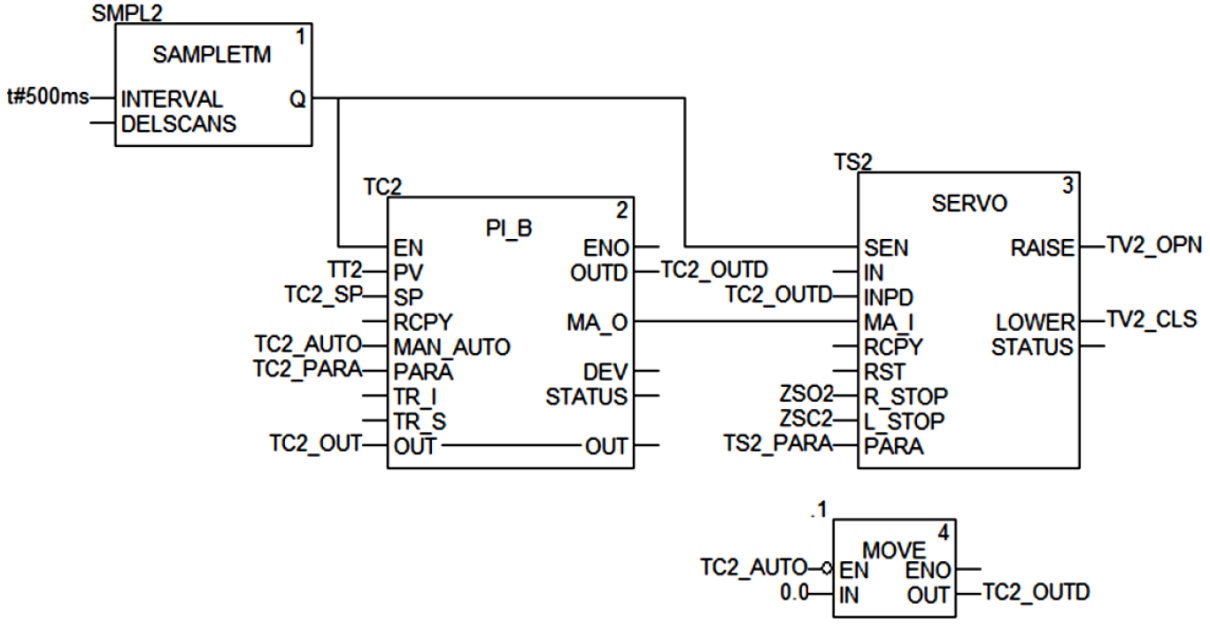 SMPL2
1
SAMPLETM
t#500ms INTERVAL Q
DELSCANS
TC2
2
PI_B
EN ENO
TT2 PV OUTD TC2_OUTD
TC2_SP SP
RCPY MA_O
TC2_AUTO MAN_AUTO
TC2_PARA PARA DEV
TR_I STATUS
TR_S
TC2_OUT OUT OUT
TS2
3
SERVO
SEN RAISE TV2_OPN
IN
TC2_OUTD INPD
MA_I LOWER TV2_CLS
RCPY STATUS
RST
ZSO2 R_STOP
ZSC2 L_STOP
TS2_PARA PARA
.1
4
MOVE
TC2_AUTO EN ENO
0.0 IN OUT TC2_OUTD